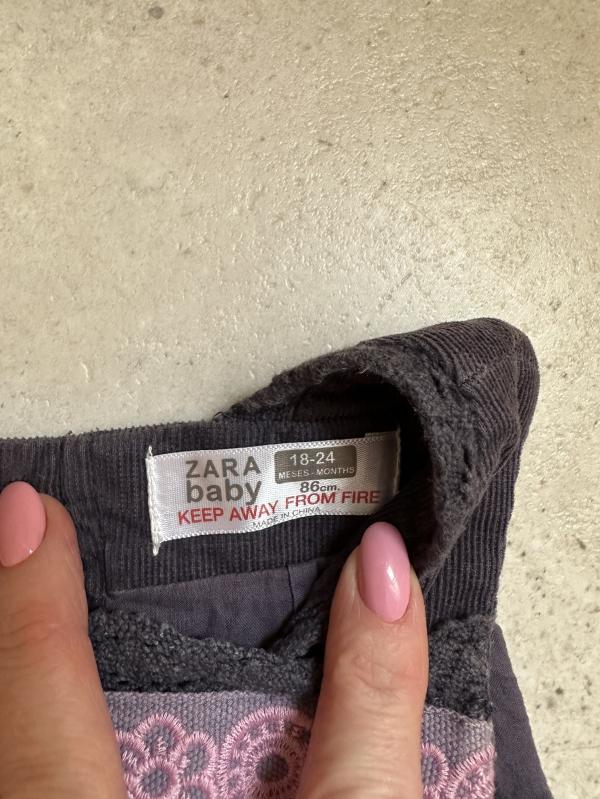 ZARA
baby
18-24
MESES - MONTHS
86cm.
KEEP AWAY FROM FIRE
MADE IN CHINA